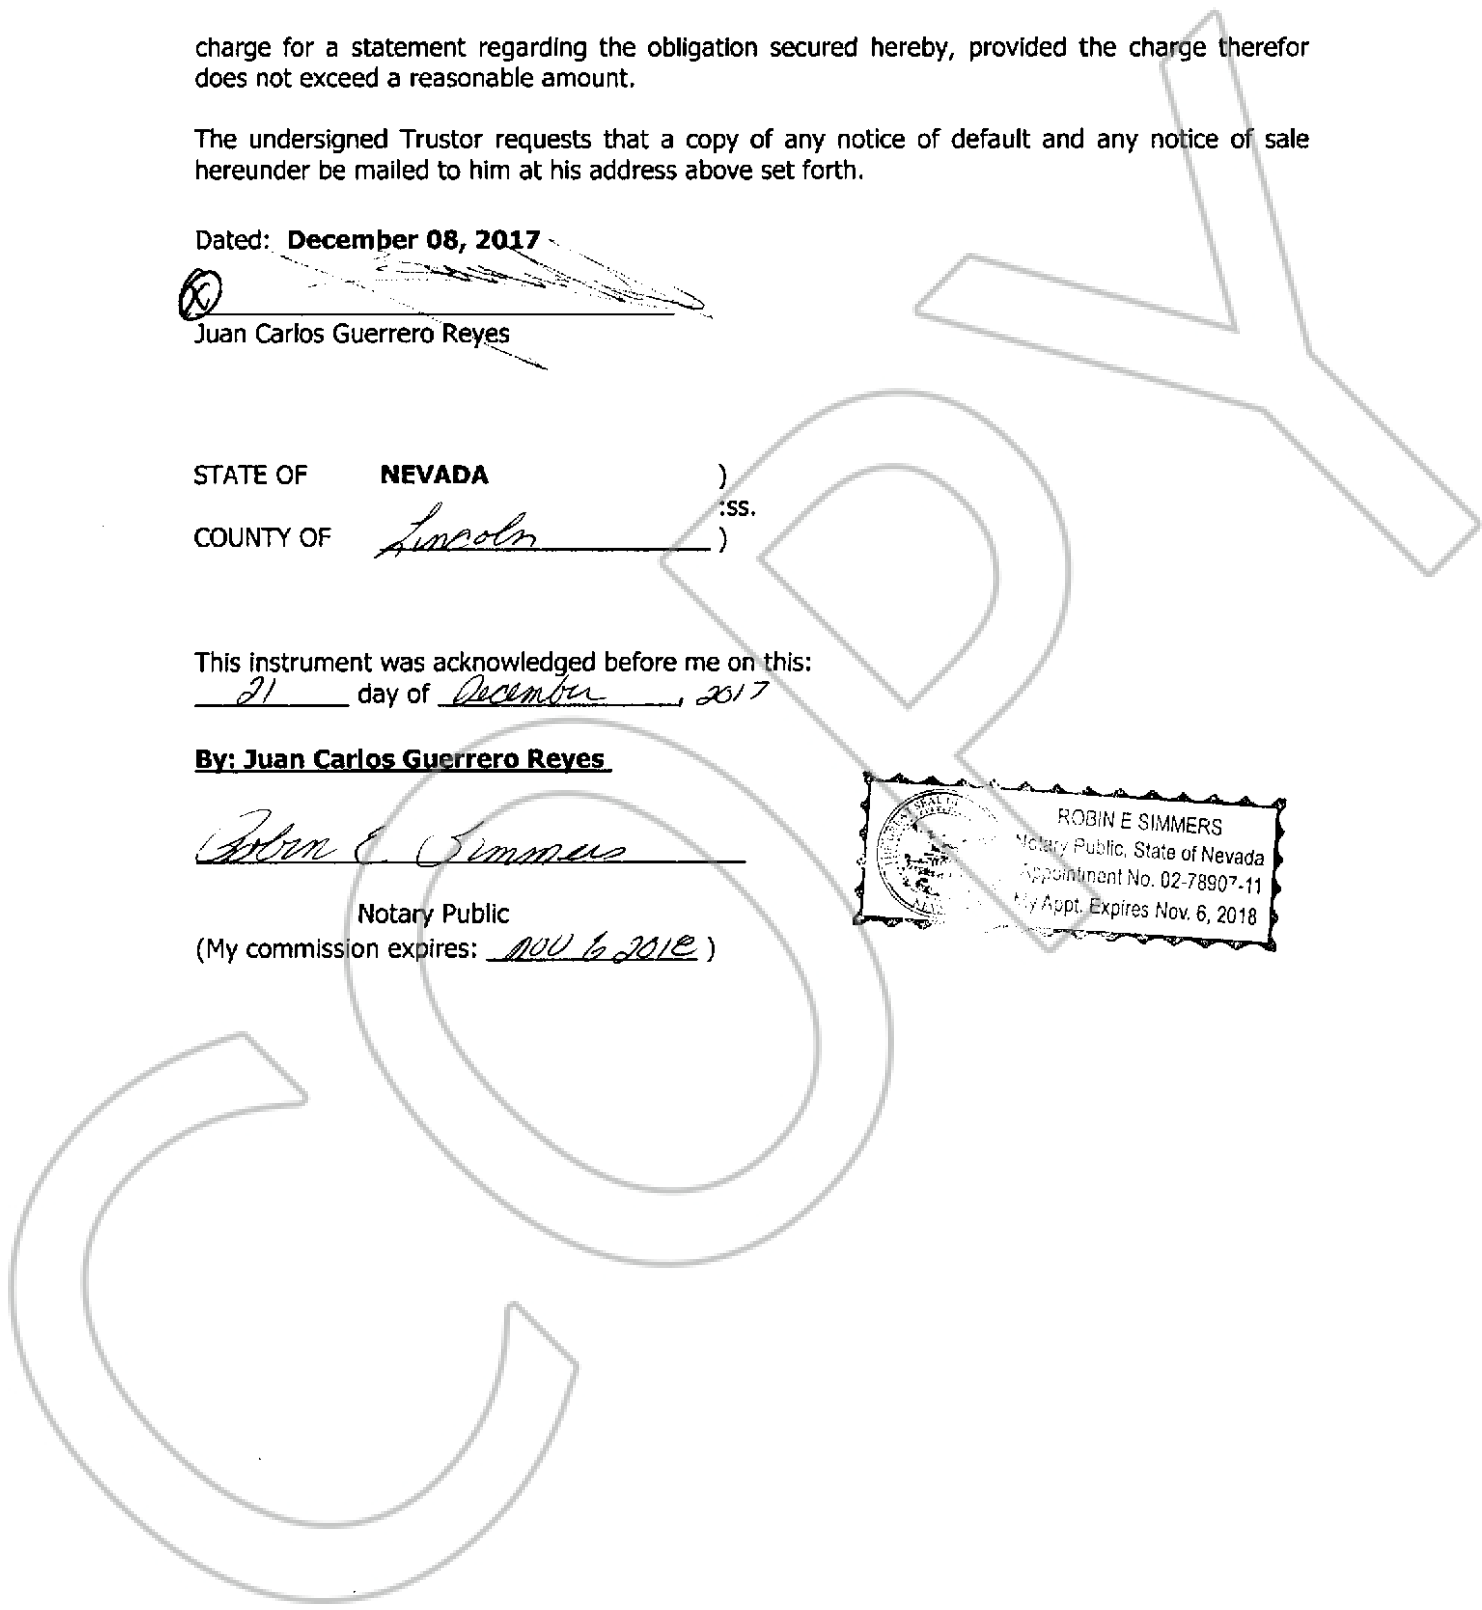 charge for a statement regarding the obligation secured hereby, provided the charge therefor
does not exceed a reasonable amount.
The undersigned Trustor requests that a copy of any notice of default and any notice of sale
hereunder be mailed to him at his address above set forth.
Dated: December 08, 2017
X
Juan Carlos Guerrero Reyes
STATE OF NEVADA )
:ss.
COUNTY OF Lincoln )
This instrument was acknowledged before me on this:
21 day of December, 2017
By: Juan Carlos Guerrero Reyes
Robin E. Simmers
ROBIN E SIMMERS
Notary Public, State of Nevada
Appointment No. 02-78907-11
My Appt. Expires Nov. 6, 2018
Notary Public
(My commission expires: NOV 6 2018 )
COPY